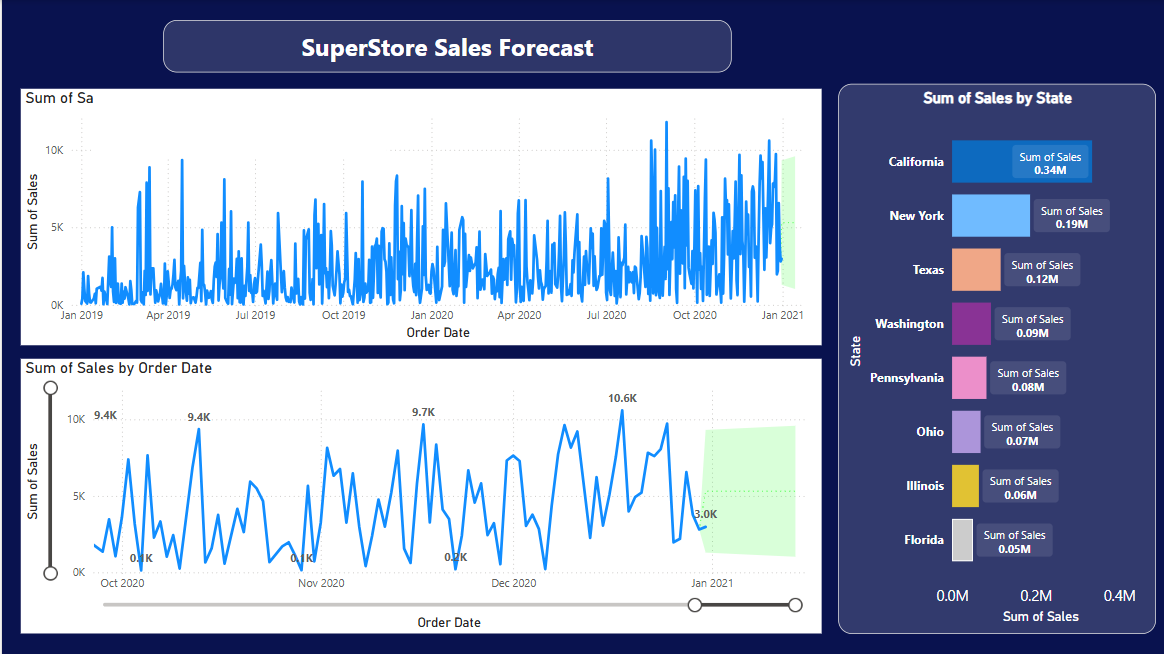 SuperStore Sales Forecast
Sum of Sa
Sum of Sales
10K
5K
0K
Jan 2019 Apr 2019 Jul 2019 Oct 2019 Jan 2020 Apr 2020 Jul 2020 Oct 2020 Jan 2021
Order Date
Sum of Sales by Order Date
Sum of Sales
10K
5K
0K
9.4K
9.4K
9.7K
10.6K
0.1K
0.1K
0.2K
3.0K
Oct 2020 Nov 2020 Dec 2020 Jan 2021
Order Date
Sum of Sales by State
State
California
Sum of Sales
0.34M
New York
Sum of Sales
0.19M
Texas
Sum of Sales
0.12M
Washington
Sum of Sales
0.09M
Pennsylvania
Sum of Sales
0.08M
Ohio
Sum of Sales
0.07M
Illinois
Sum of Sales
0.06M
Florida
Sum of Sales
0.05M
0.0M 0.2M 0.4M
Sum of Sales